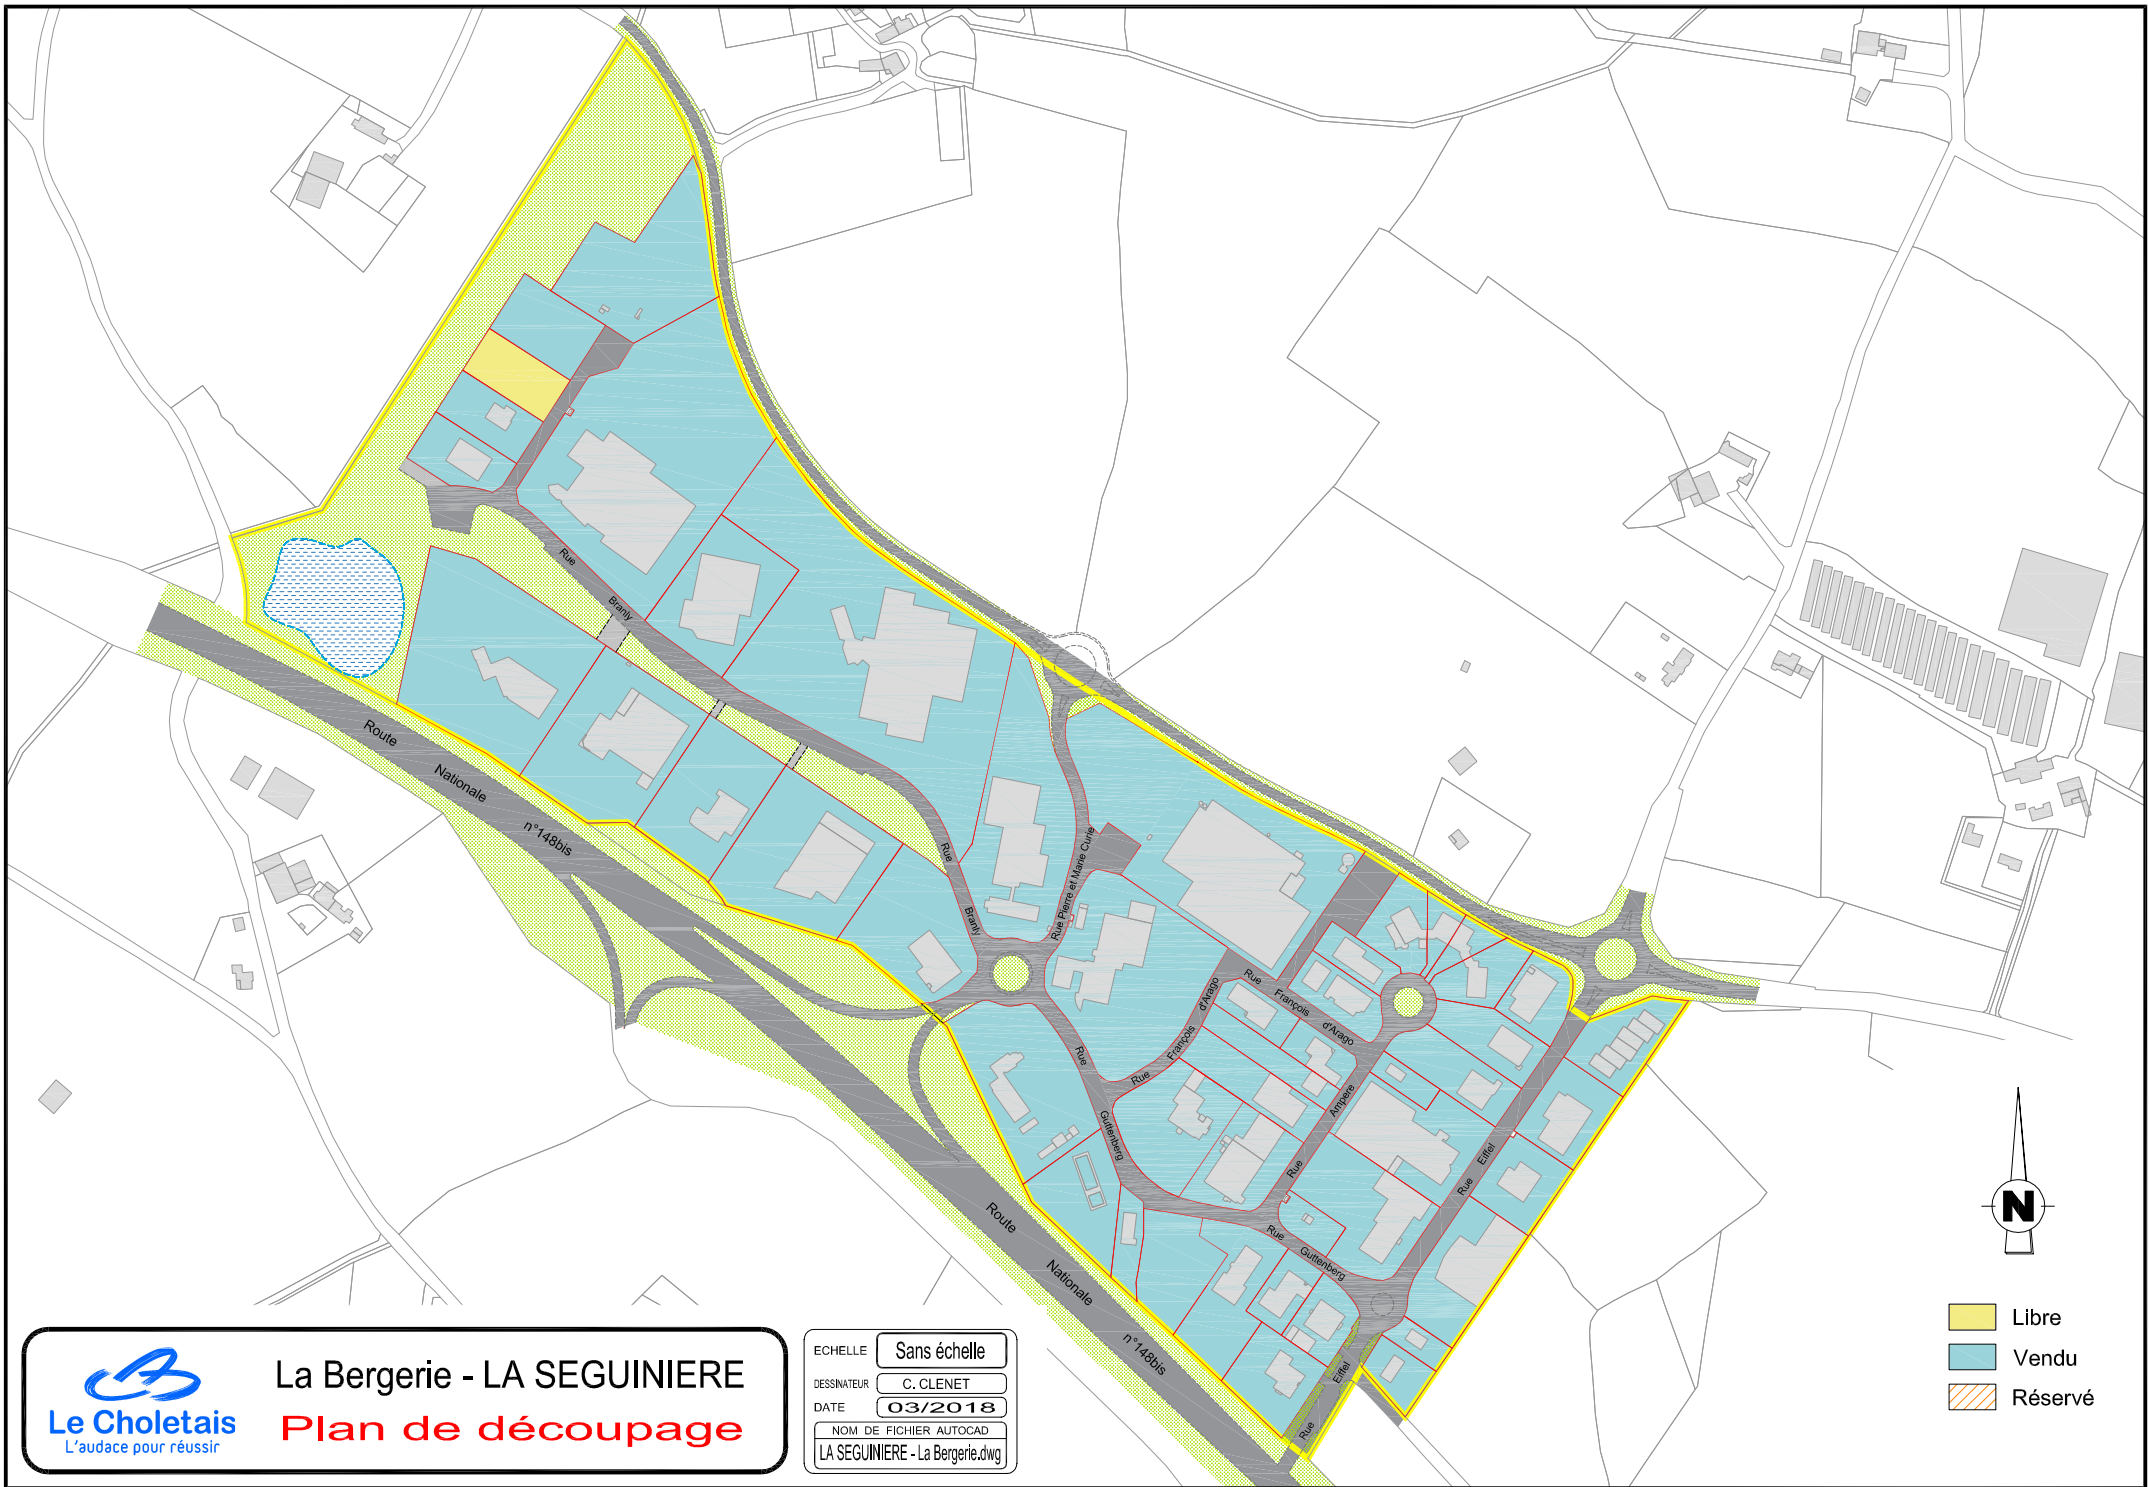 Rue
Branly
Route
Nationale
n°148bis
Rue
Branly
Rue Pierre et Marie Curie
Rue
François
d'Arago
Rue
François
d'Arago
Rue
Guttenberg
Rue
Ampere
Rue
Eiffel
Rue
Guttenberg
Route
Nationale
n°148bis
Rue
Eiffel
N
Libre
Vendu
Réservé
Le Choletais
L'audace pour réussir
La Bergerie - LA SEGUINIERE
Plan de découpage
ECHELLE Sans échelle
DESSINATEUR C. CLENET
DATE 03/2018
NOM DE FICHIER AUTOCAD
LA SEGUINIERE - La Bergerie.dwg